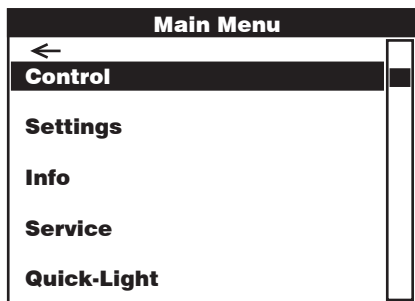 Main Menu
Control
Settings
Info
Service
Quick-Light